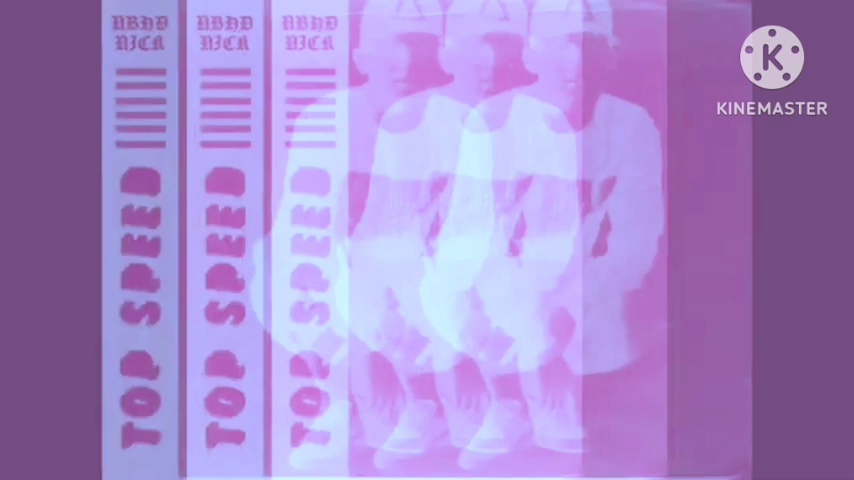 NBHD NBHD NBHD
NICK NICK NICK
TOP SPEED
TOP SPEED
TOP SPEED
K
KINEMASTER